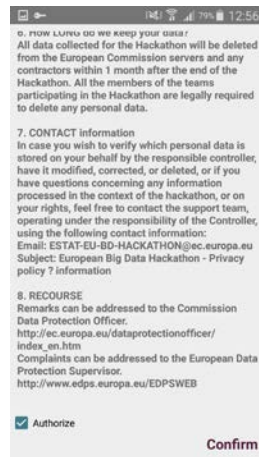 79% 12:56
6. How LONG do we keep your data?
All data collected for the Hackathon will be deleted
from the European Commission servers and any
contractors within 1 month after the end of the
Hackathon. All the members of the teams
participating in the Hackathon are legally required
to delete any personal data.
7. CONTACT information
In case you wish to verify which personal data is
stored on your behalf by the responsible controller,
have it modified, corrected, or deleted, or if you
have questions concerning any information
processed in the context of the hackathon, or on
your rights, feel free to contact the support team,
operating under the responsibility of the Controller,
using the following contact information:
Email: ESTAT-EU-BD-HACKATHON@ec.europa.eu
Subject: European Big Data Hackathon - Privacy
policy ? information
8. RECOURSE
Remarks can be addressed to the Commission
Data Protection Officer.
http://ec.europa.eu/dataprotectionofficer/
index_en.htm
Complaints can be addressed to the European Data
Protection Supervisor.
http://www.edps.europa.eu/EDPSWEB
Authorize
Confirm